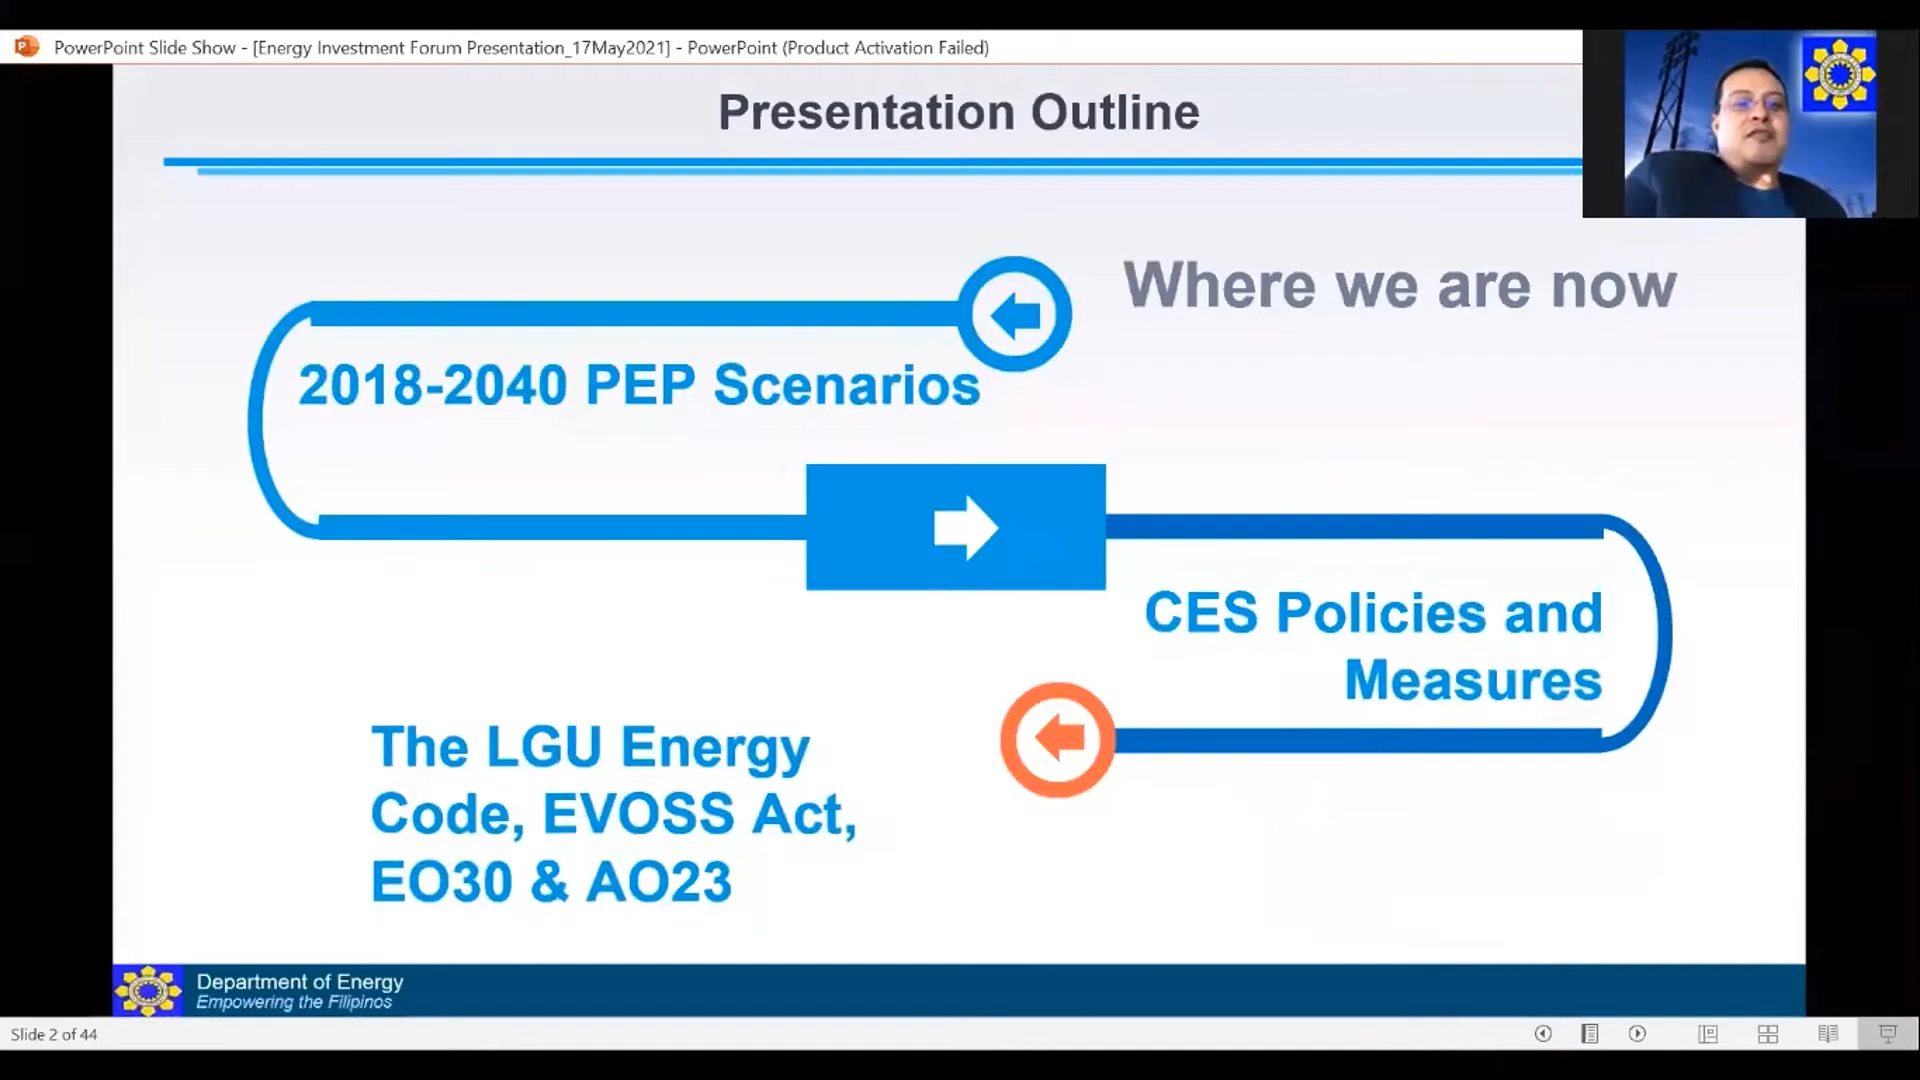 PowerPoint Slide Show - [Energy Investment Forum Presentation_17May2021] - PowerPoint (Product Activation Failed)
Presentation Outline
Where we are now
2018-2040 PEP Scenarios
CES Policies and
Measures
The LGU Energy
Code, EVOSS Act,
EO30 & AO23
Department of Energy
Empowering the Filipinos
Slide 2 of 44